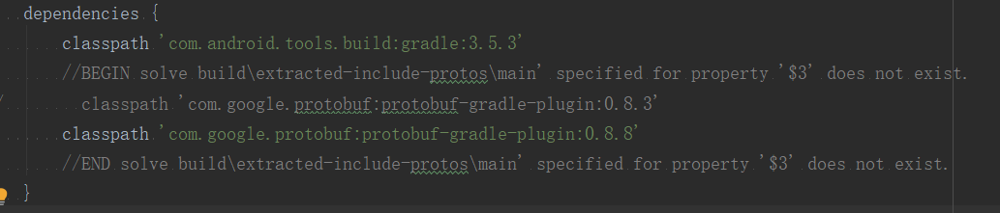 dependencies {
classpath 'com.android.tools.build:gradle:3.5.3'
//BEGIN solve build\extracted-include-protos\main' specified for property '$3' does not exist.
/ classpath 'com.google.protobuf:protobuf-gradle-plugin:0.8.3'
classpath 'com.google.protobuf:protobuf-gradle-plugin:0.8.8'
//END solve build\extracted-include-protos\main' specified for property '$3' does not exist.
}